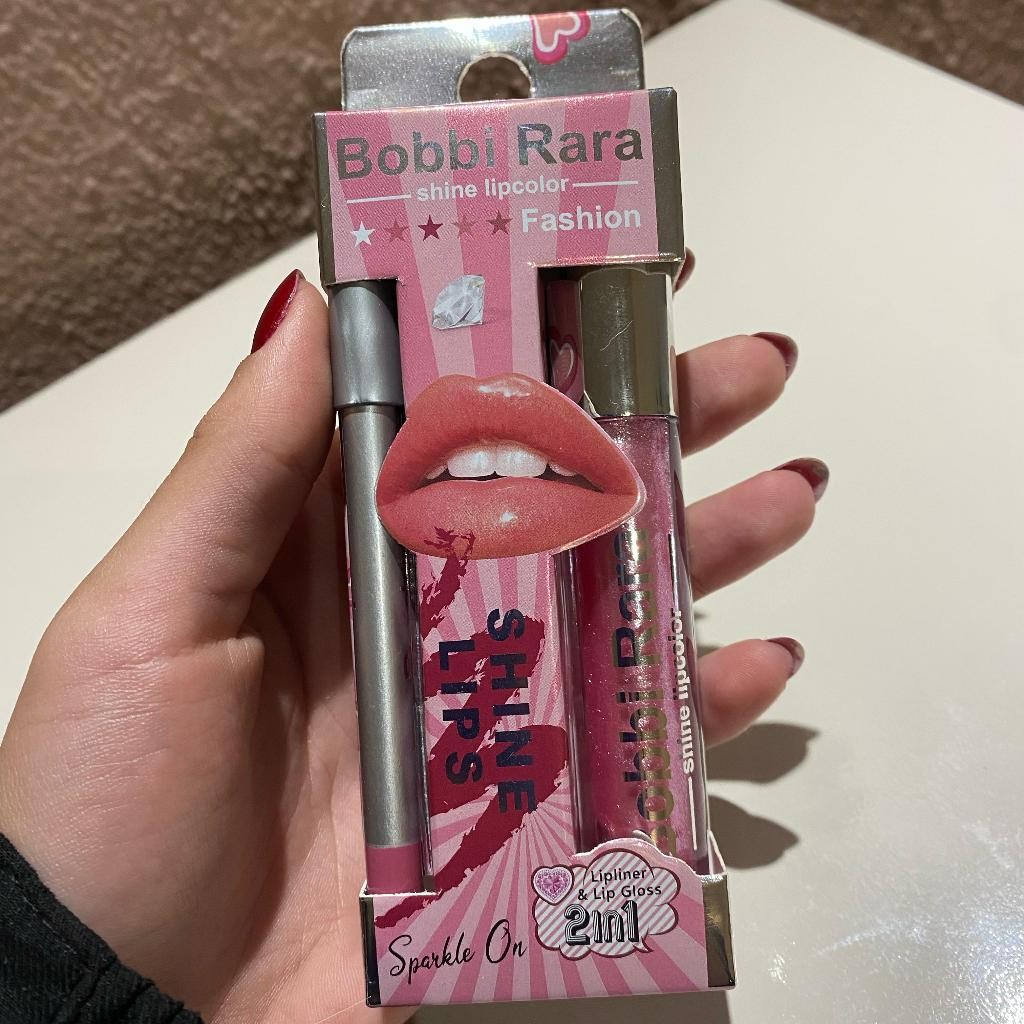 Bobbi Rara
shine lipcolor
Fashion
SHINE
LIPS
Bobbi Rara
shine lipcolor
Lipliner
& Lip Gloss
2in1
Sparkle On